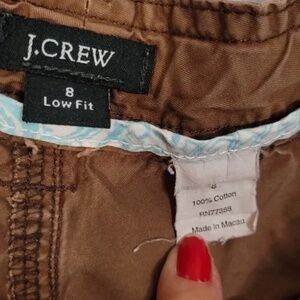 J.CREW
8
Low Fit
8
100% Cotton
RN77388
Made in Macau